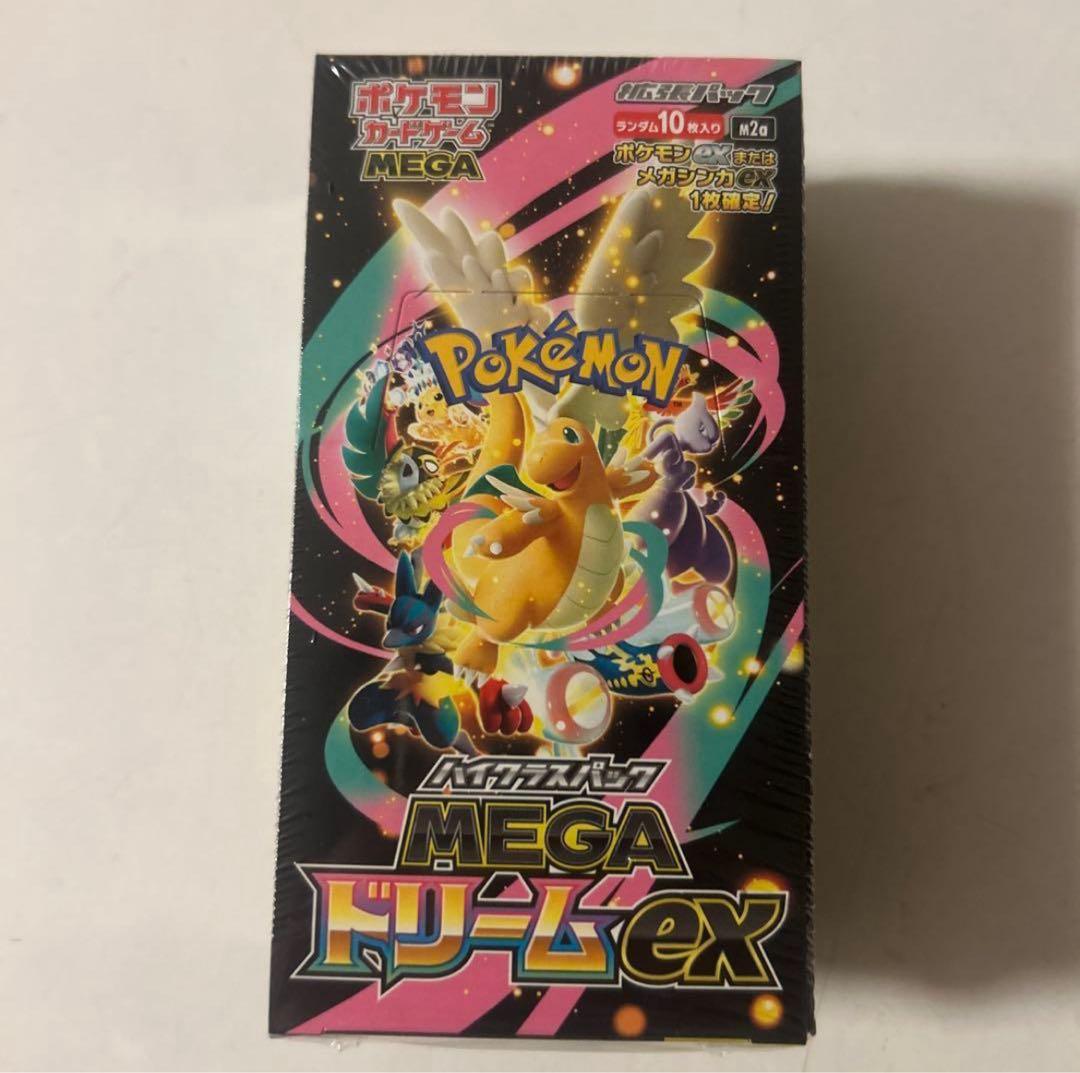 ポケモン
カードゲーム
MEGA
拡張パック
ランダム10枚入り M2a
ポケモンexまたは
メガシンカex
1枚確定!
POKéMON
TM
ハイクラスパック
MEGA
ドリームex